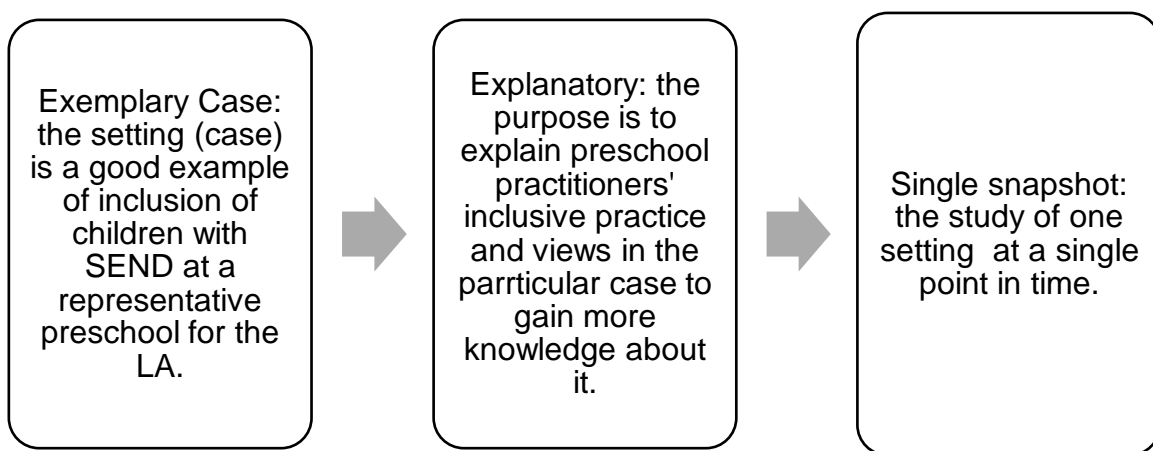 Exemplary Case:
the setting (case)
is a good example
of inclusion of
children with
SEND at a
representative
preschool for the
LA.
Explanatory: the
purpose is to
explain preschool
practitioners'
inclusive practice
and views in the
parrticular case to
gain more
knowledge about
it.
Single snapshot:
the study of one
setting at a single
point in time.